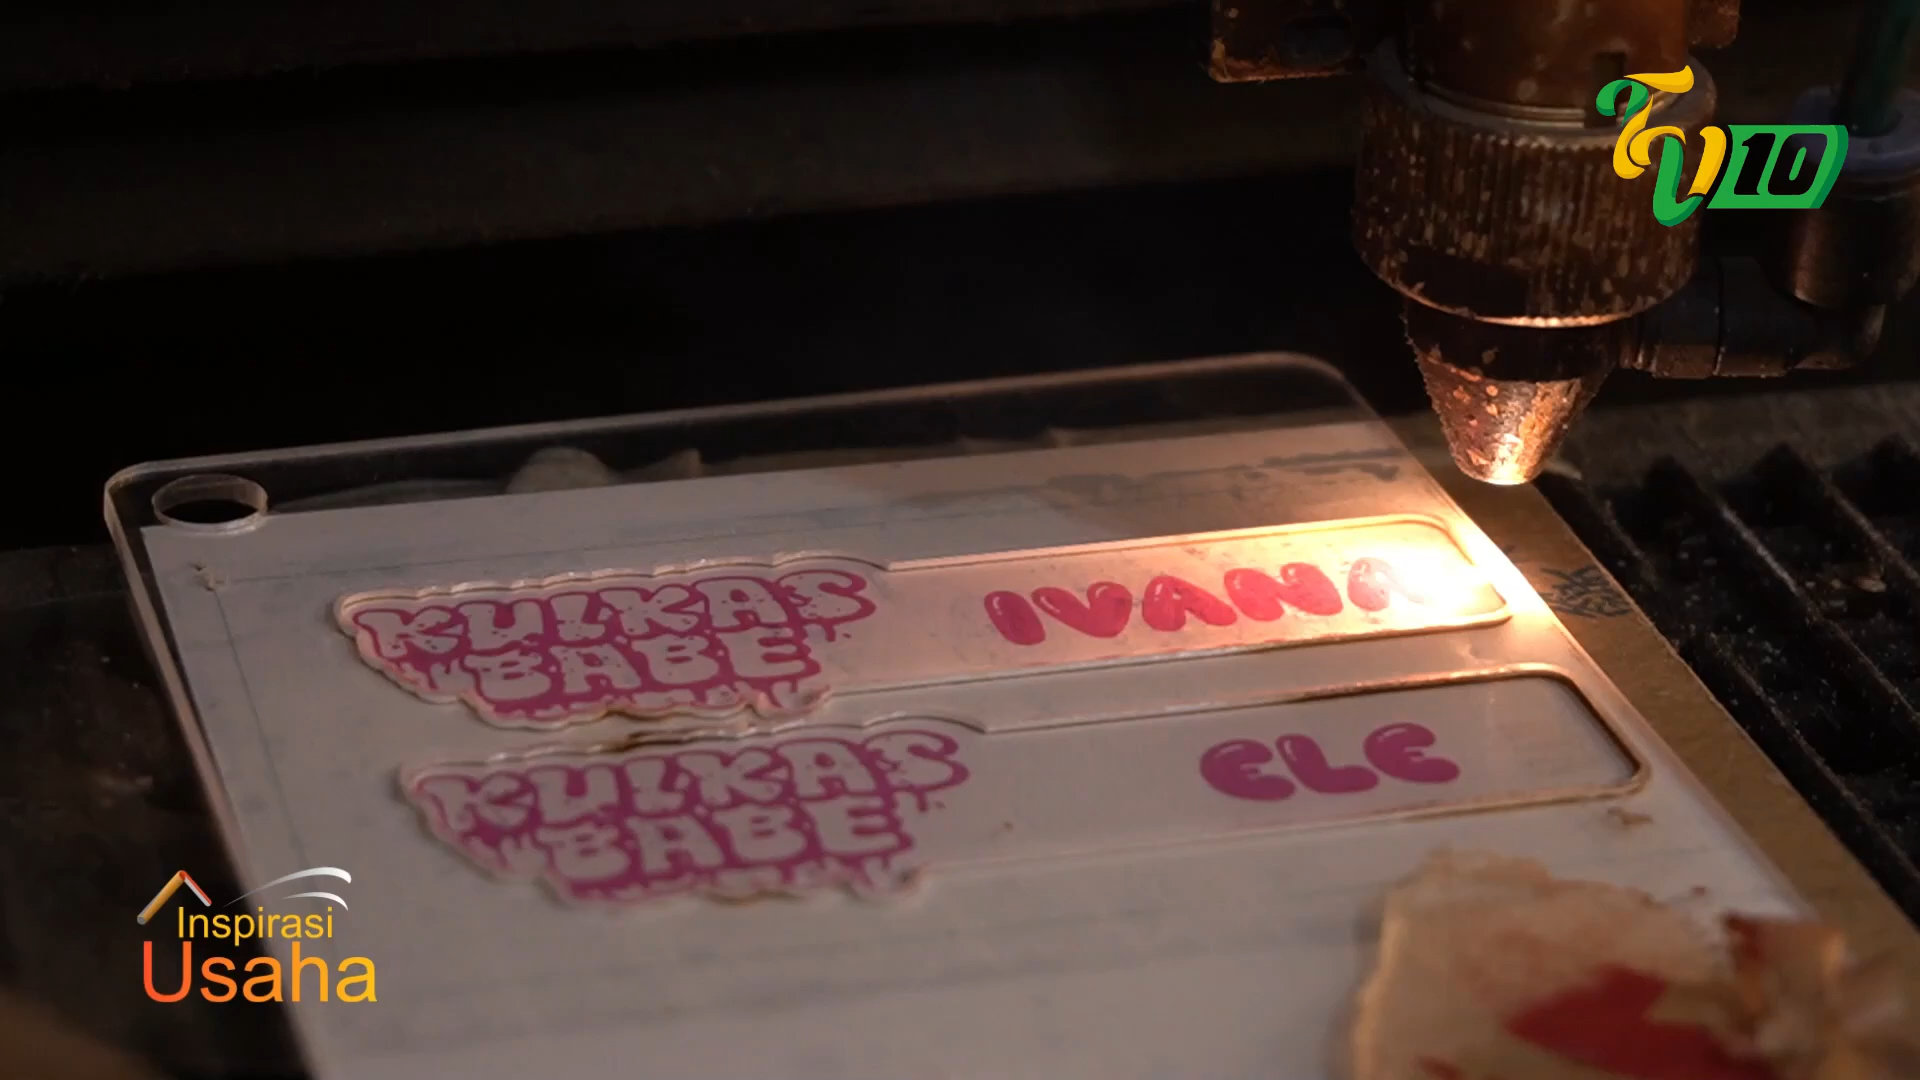 TV10
KULKAS
BABE
IVANA
KULKAS
BABE
ELE
Inspirasi
Usaha